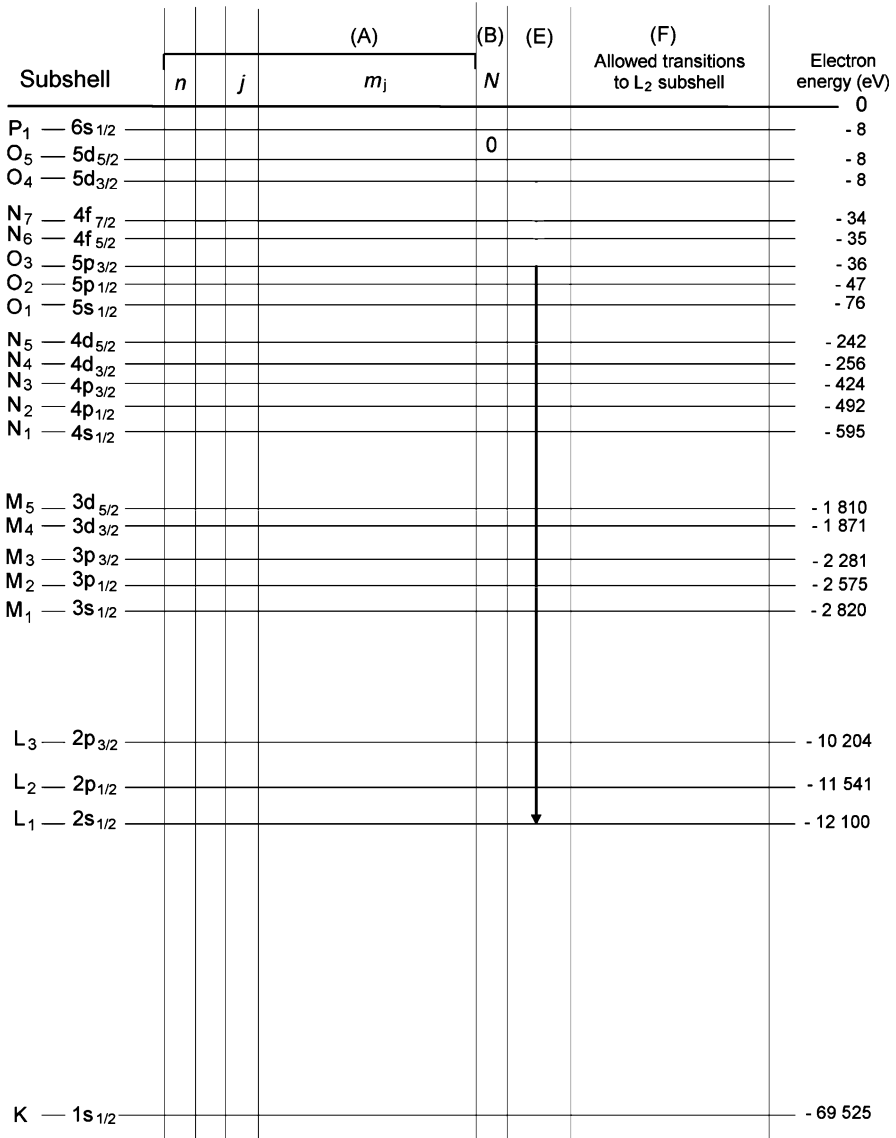 (A) (B) (E) (F)
Allowed transitions to L2 subshell
Electron energy (eV)
Subshell n j mj N
0
P1 — 6s1/2 - 8
0
O5 — 5d5/2 - 8
O4 — 5d3/2 - 8
N7 — 4f7/2 - 34
N6 — 4f5/2 - 35
O3 — 5p3/2 - 36
O2 — 5p1/2 - 47
O1 — 5s1/2 - 76
N5 — 4d5/2 - 242
N4 — 4d3/2 - 256
N3 — 4p3/2 - 424
N2 — 4p1/2 - 492
N1 — 4s1/2 - 595
M5 — 3d5/2 - 1 810
M4 — 3d3/2 - 1 871
M3 — 3p3/2 - 2 281
M2 — 3p1/2 - 2 575
M1 — 3s1/2 - 2 820
L3 — 2p3/2 - 10 204
L2 — 2p1/2 - 11 541
L1 — 2s1/2 - 12 100
K — 1s1/2 - 69 525